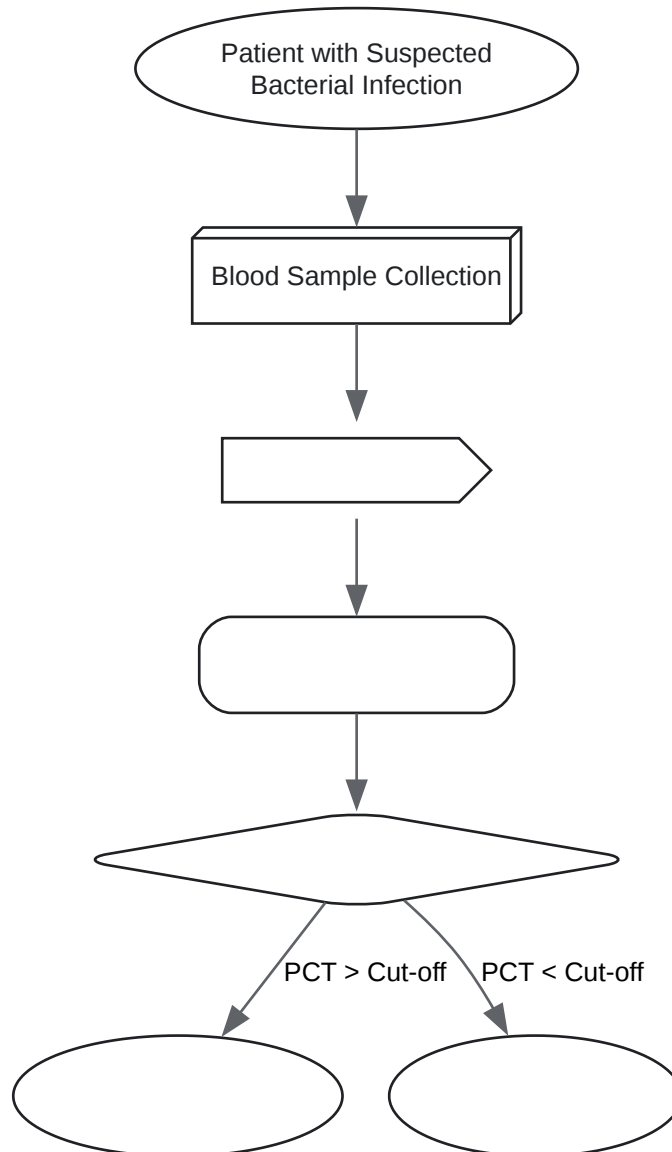 Patient with Suspected
Bacterial Infection
Blood Sample Collection
PCT > Cut-off
PCT < Cut-off